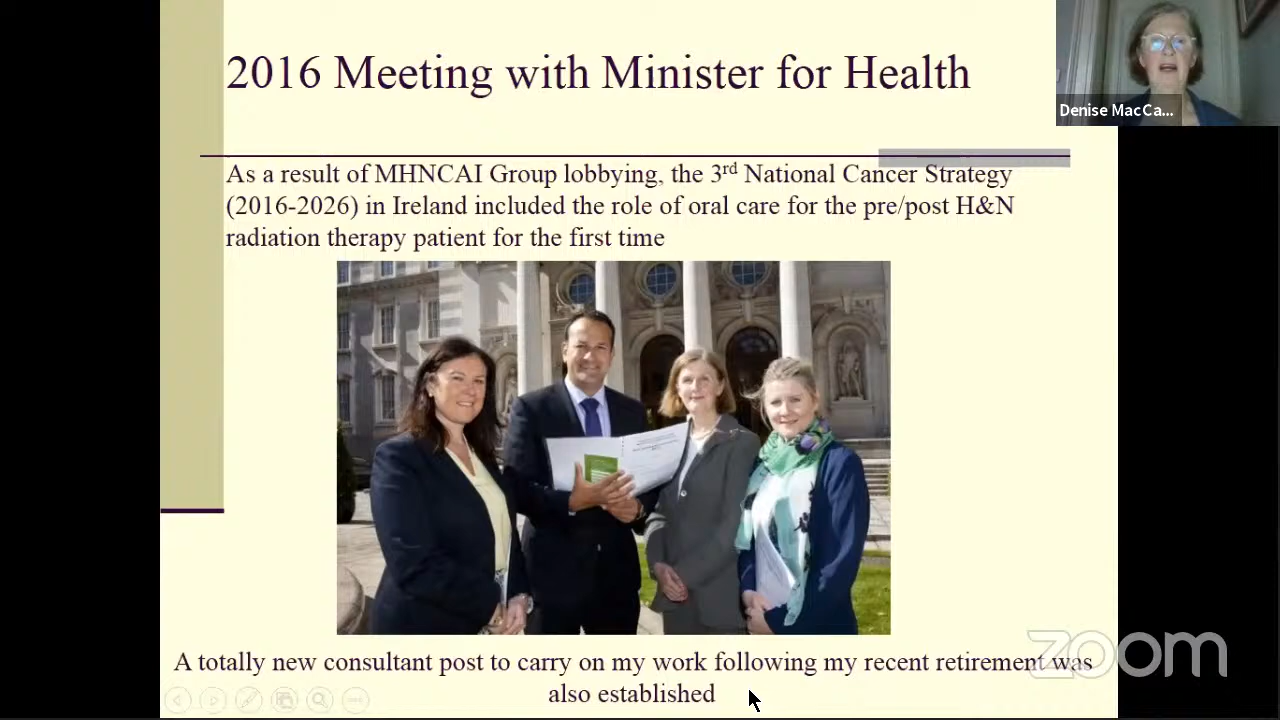 2016 Meeting with Minister for Health
Denise MacCa...
As a result of MHNCAI Group lobbying, the 3rd National Cancer Strategy
(2016-2026) in Ireland included the role of oral care for the pre/post H&N
radiation therapy patient for the first time
A totally new consultant post to carry on my work following my recent retirement was
also established
zoom